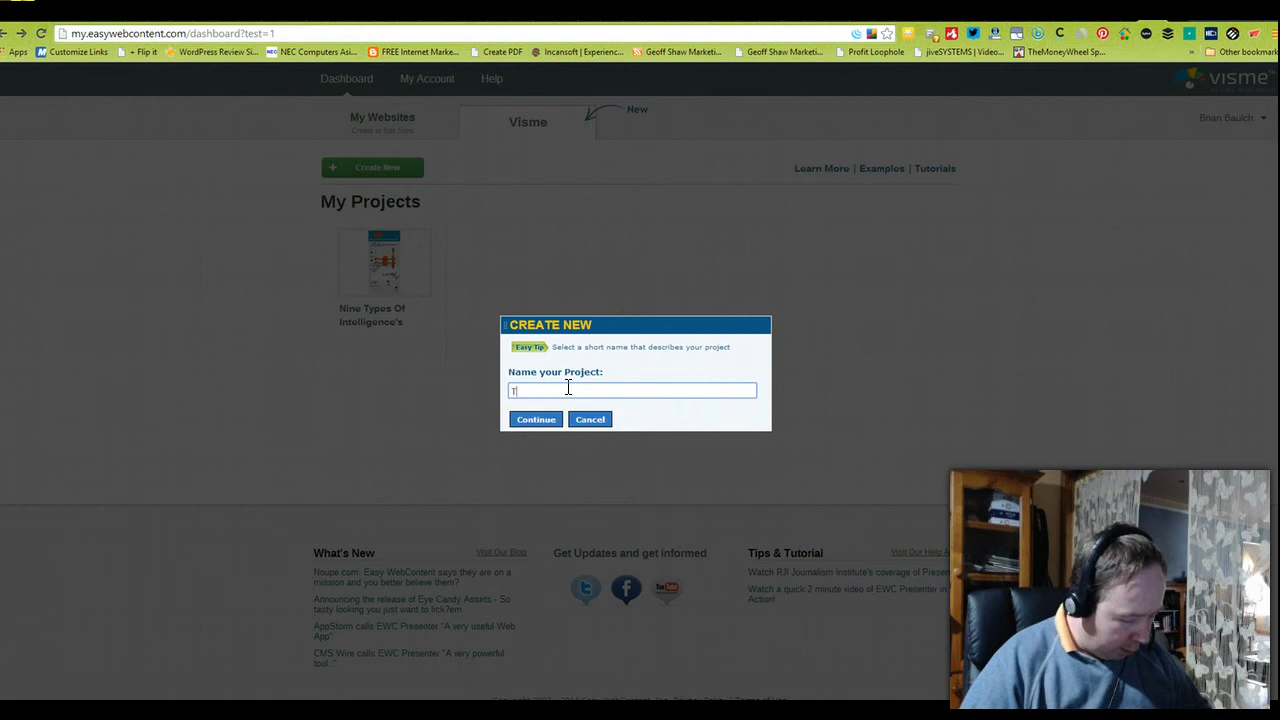 my.easywebcontent.com/dashboard?test=1
Apps Customize Links + Flip it WordPress Review Si... NEC Computers Asi... FREE Internet Marke... Create PDF Incansoft | Experienc... Geoff Shaw Marketi... Geoff Shaw Marketi... Profit Loophole jiveSYSTEMS | Video... TheMoneyWheel Sp... » Other bookmark
Dashboard My Account Help visme
My Websites
Create or Edit Sites
Visme
New
Brian Bauich
+ Create New
Learn More | Examples | Tutorials
My Projects
Nine Types Of
Intelligence's
CREATE NEW
Easy Tip Select a short name that describes your project
Name your Project:
T
Continue Cancel
What's New Visit Our Blog
Noupe com: Easy WebContent says they are on a
mission and you better believe them?
Announcing the release of Eye Candy Assets - So
tasty looking you just want to lick?em
AppStorm calls EWC Presenter "A very useful Web
App"
CMS Wire calls EWC Presenter "A very powerful
tool.."
Get Updates and get informed
Tips & Tutorial Visit Our Help A
Watch RJI Journalism Institute's coverage of Presen
Watch a quick 2 minute video of EWC Presenter in
Action!